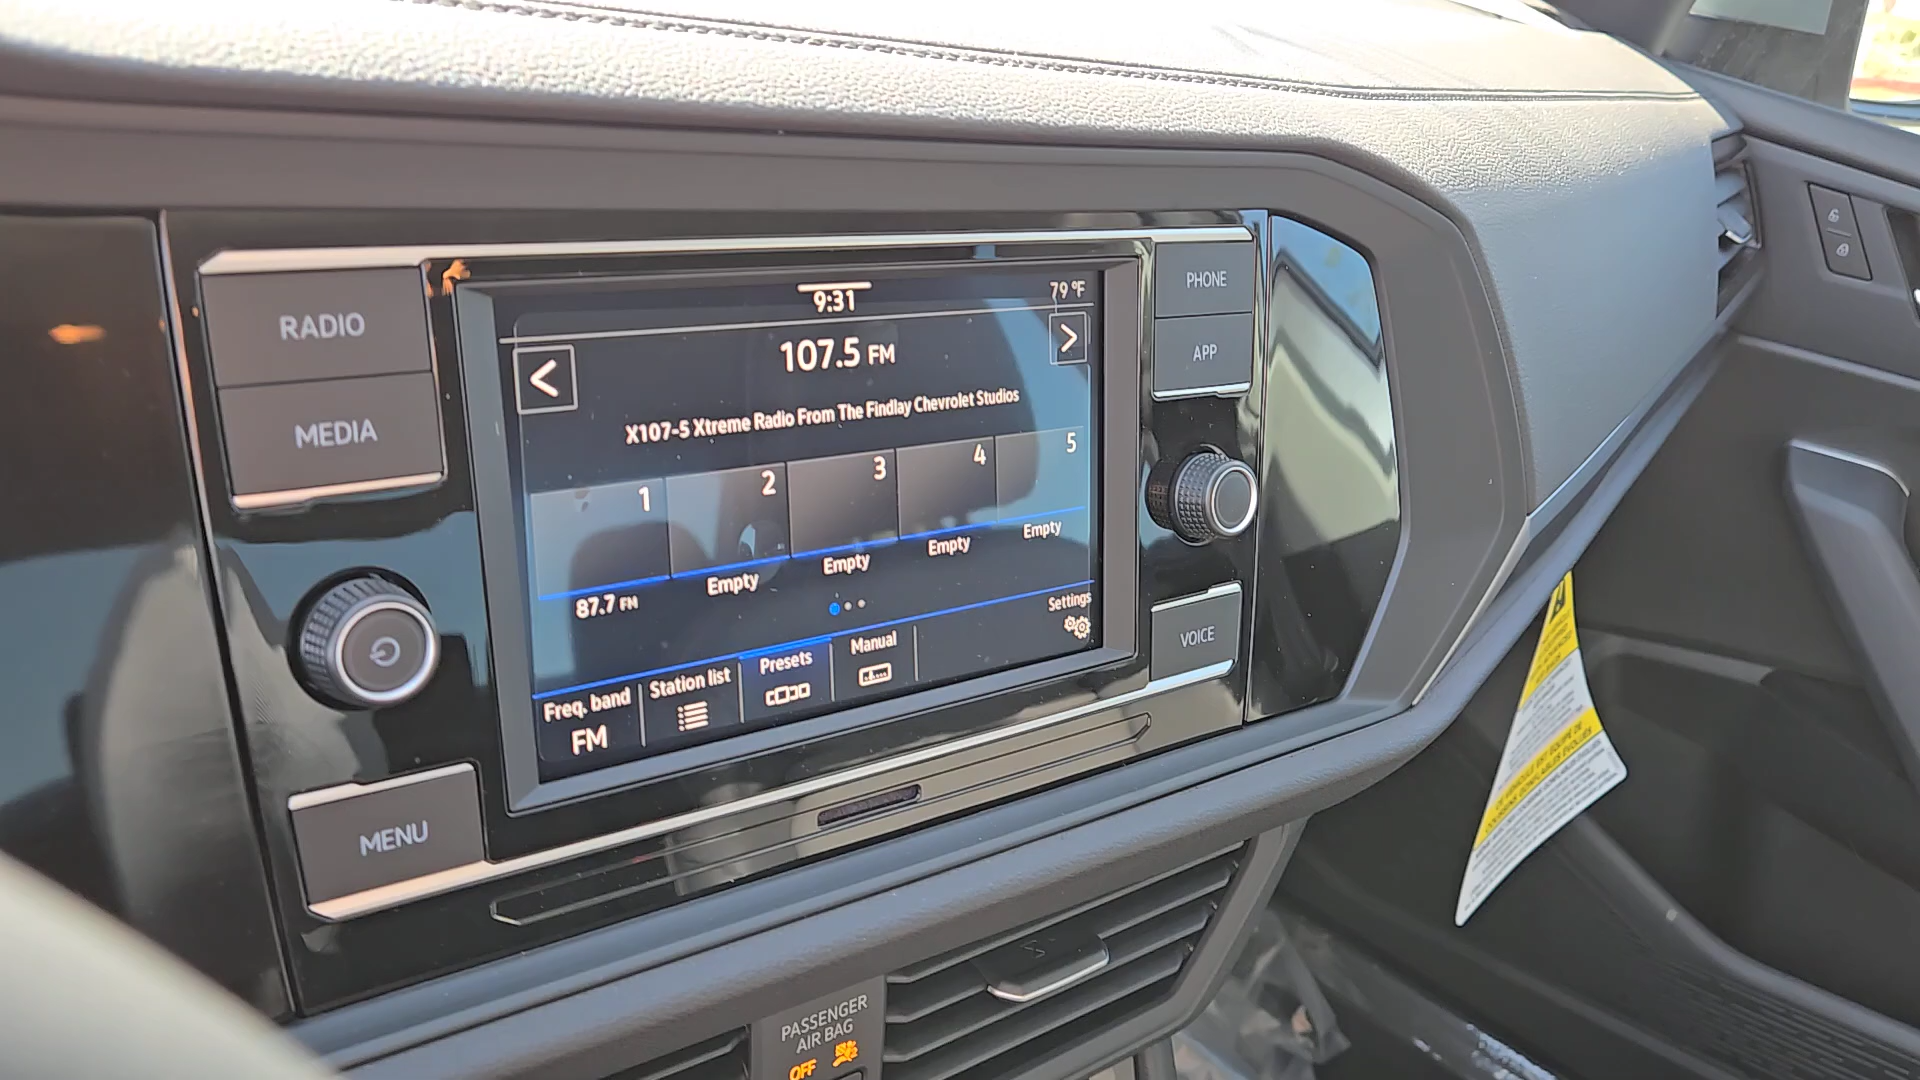 RADIO
MEDIA
MENU
9:31
79 °F
107.5 FM
<
>
X107-5 Xtreme Radio From The Findlay Chevrolet Studios
1
2
3
4
5
87.7 FM
Empty
Empty
Empty
Empty
Settings
Freq. band
FM
Station list
Presets
Manual
PHONE
APP
VOICE
PASSENGER
AIR BAG
OFF